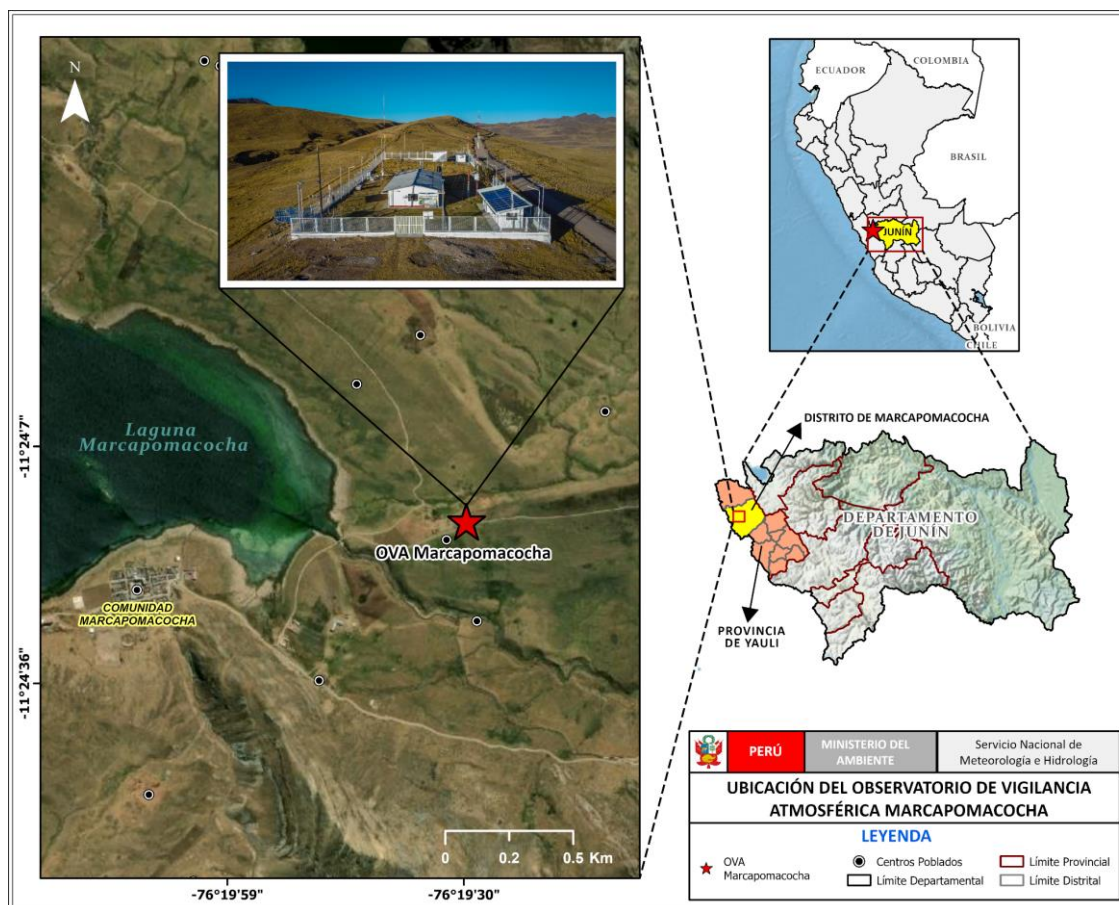 N
Laguna
Marcapomacocha
OVA Marcapomacocha
COMUNIDAD
MARCAPOMACOCHA
0 0.2 0.5 Km
-11°24'7"
-11°24'36"
-76°19'59"
-76°19'30"
ECUADOR
COLOMBIA
BRASIL
JUNÍN
BOLIVIA
CHILE
DISTRITO DE MARCAPOMACOCHA
DEPARTAMENTO
DE JUNÍN
PROVINCIA
DE YAULI
PERÚ
MINISTERIO DEL
AMBIENTE
Servicio Nacional de
Meteorología e Hidrología
UBICACIÓN DEL OBSERVATORIO DE VIGILANCIA
ATMOSFÉRICA MARCAPOMACOCHA
LEYENDA
OVA
Marcapomacocha
Centros Poblados
Límite Departamental
Límite Provincial
Límite Distrital